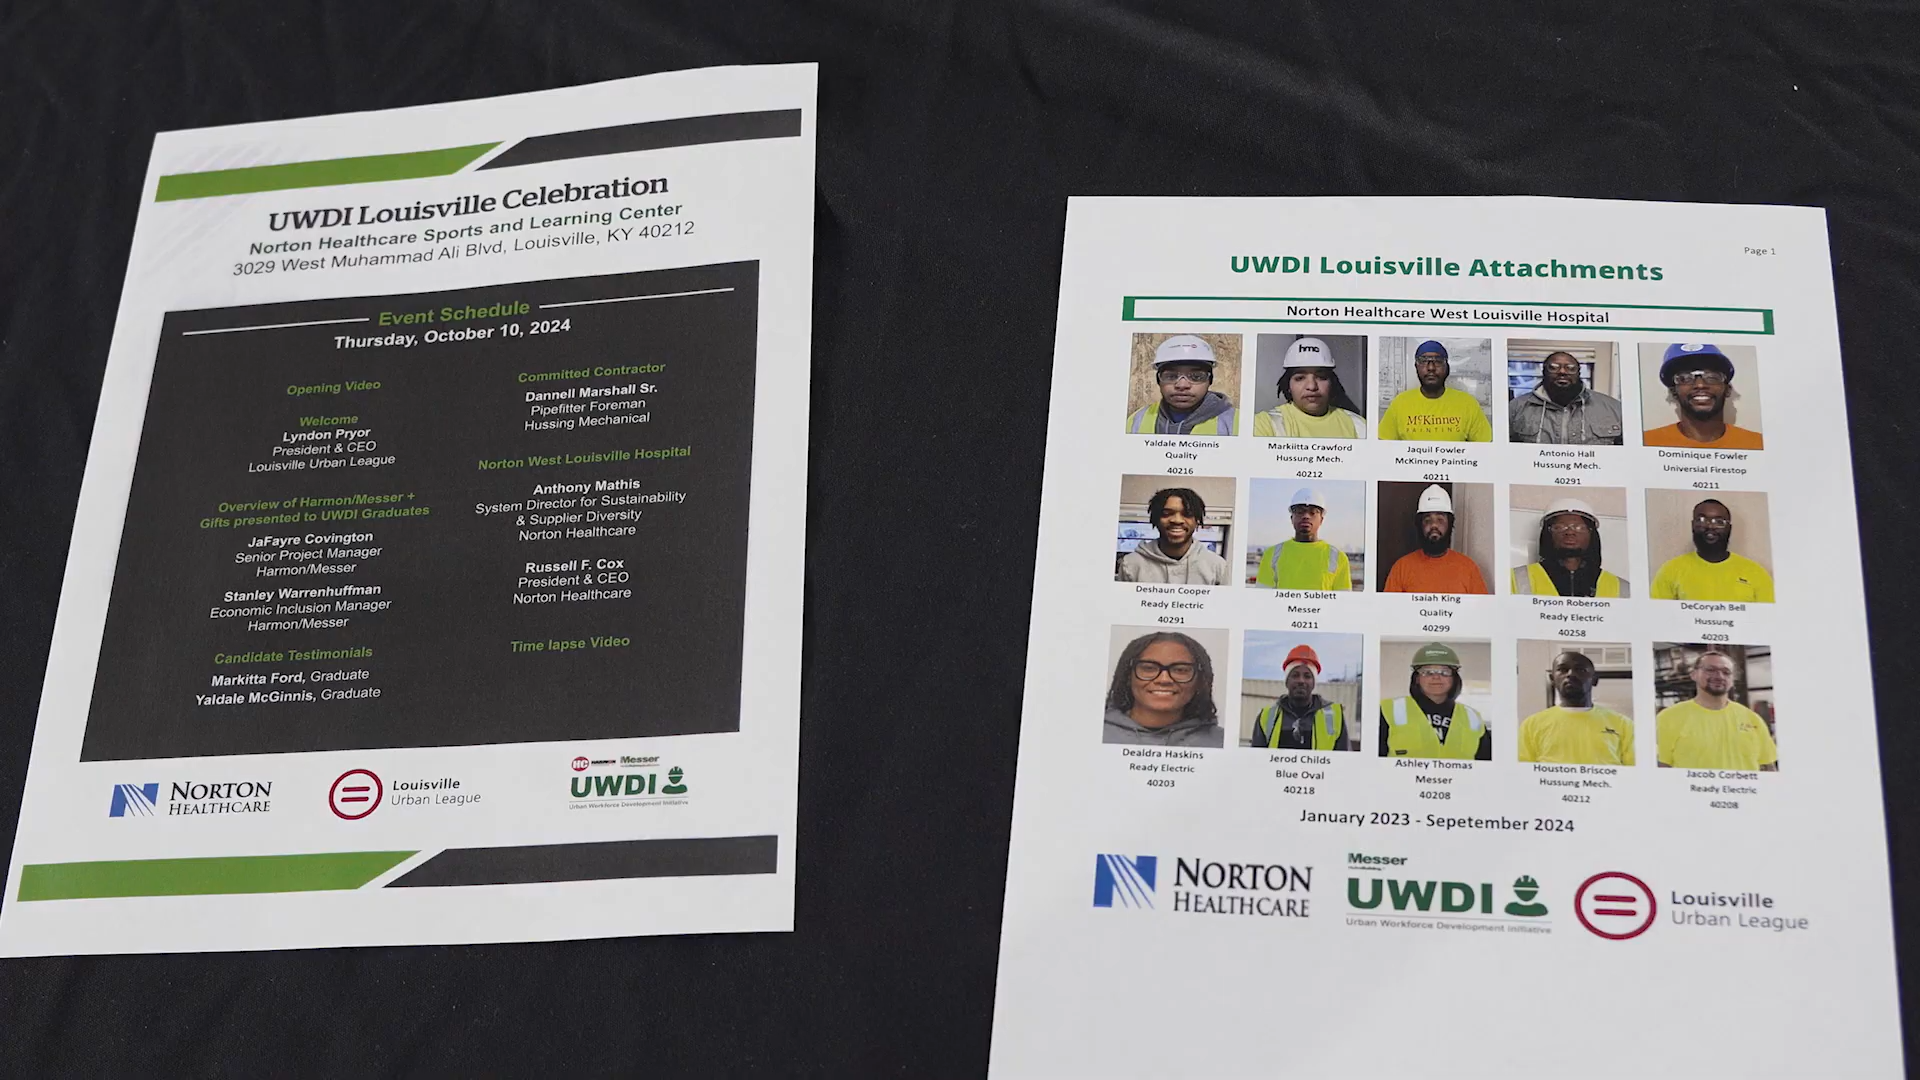 UWDI Louisville Celebration
Norton Healthcare Sports and Learning Center
3029 West Muhammad Ali Blvd, Louisville, KY 40212
Event Schedule
Thursday, October 10, 2024
Opening Video
Welcome
Lyndon Pryor
President & CEO
Louisville Urban League
Overview of Harmon/Messer +
Gifts presented to UWDI Graduates
JaFayre Covington
Senior Project Manager
Harmon/Messer
Stanley Warrenhuffman
Economic Inclusion Manager
Harmon/Messer
Candidate Testimonials
Markitta Ford, Graduate
Yaldale McGinnis, Graduate
Committed Contractor
Dannell Marshall Sr.
Pipefitter Foreman
Hussing Mechanical
Norton West Louisville Hospital
Anthony Mathis
System Director for Sustainability
& Supplier Diversity
Norton Healthcare
Russell F. Cox
President & CEO
Norton Healthcare
Time lapse Video
NORTON
HEALTHCARE
Louisville
Urban League
HC HARMON Messer
UWDI
Urban Workforce Development Initiative
Page 1
UWDI Louisville Attachments
Norton Healthcare West Louisville Hospital
hmc
McKinney
PAINTING
Yaldale McGinnis
Quality
40216
Markiitta Crawford
Hussung Mech.
40212
Jaquil Fowler
McKinney Painting
40211
Antonio Hall
Hussung Mech.
40291
Dominique Fowler
Universial Firestop
40211
Deshaun Cooper
Ready Electric
40291
Jaden Sublett
Messer
40211
Isaiah King
Quality
40299
Bryson Roberson
Ready Electric
40258
DeCoryah Bell
Hussung
40203
Dealdra Haskins
Ready Electric
40203
Jerod Childs
Blue Oval
40218
Ashley Thomas
Messer
40208
Houston Briscoe
Hussung Mech.
40212
Jacob Corbett
Ready Electric
40208
January 2023 - Sepetember 2024
NORTON
HEALTHCARE
Messer
UWDI
Urban Workforce Development Initiative
Louisville
Urban League